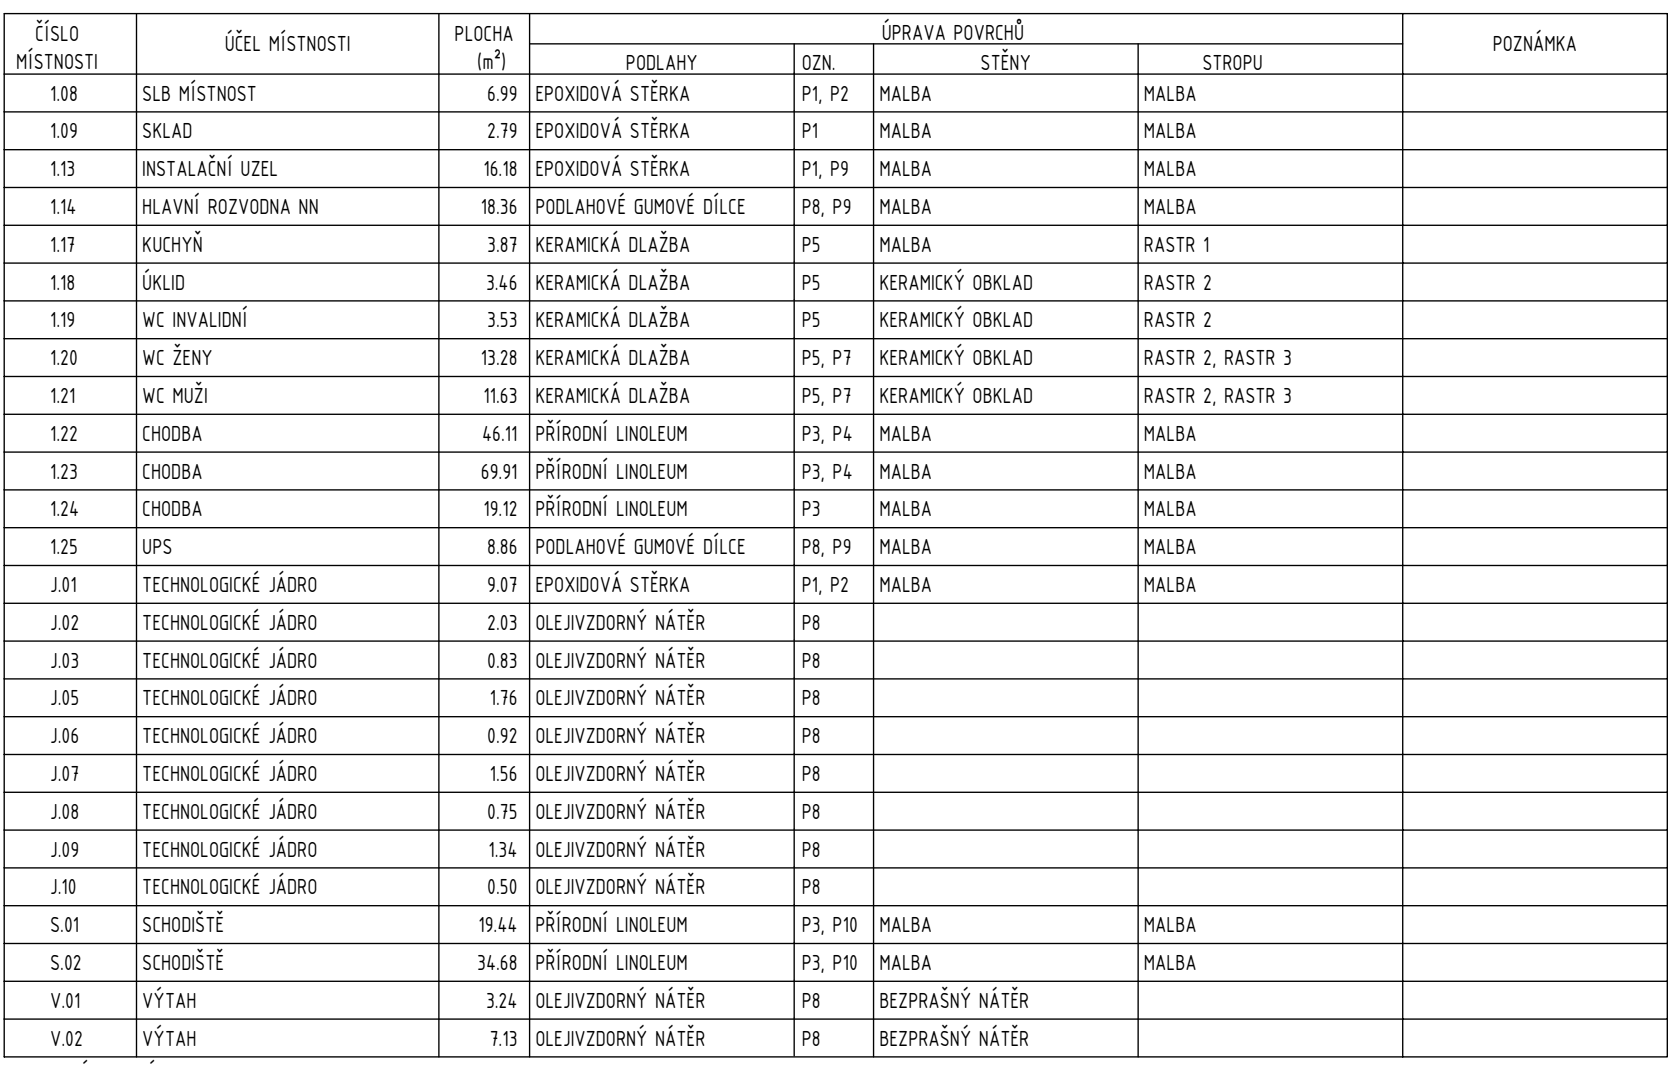 ČÍSLO MÍSTNOSTI ÚČEL MÍSTNOSTI PLOCHA (m²) ÚPRAVA POVRCHŮ POZNÁMKA
PODLAHY OZN. STĚNY STROPU
1.08 SLB MÍSTNOST 6.99 EPOXIDOVÁ STĚRKA P1, P2 MALBA MALBA
1.09 SKLAD 2.79 EPOXIDOVÁ STĚRKA P1 MALBA MALBA
1.13 INSTALAČNÍ UZEL 16.18 EPOXIDOVÁ STĚRKA P1, P9 MALBA MALBA
1.14 HLAVNÍ ROZVODNA NN 18.36 PODLAHOVÉ GUMOVÉ DÍLCE P8, P9 MALBA MALBA
1.17 KUCHYŇ 3.87 KERAMICKÁ DLAŽBA P5 MALBA RASTR 1
1.18 ÚKLID 3.46 KERAMICKÁ DLAŽBA P5 KERAMICKÝ OBKLAD RASTR 2
1.19 WC INVALIDNÍ 3.53 KERAMICKÁ DLAŽBA P5 KERAMICKÝ OBKLAD RASTR 2
1.20 WC ŽENY 13.28 KERAMICKÁ DLAŽBA P5, P7 KERAMICKÝ OBKLAD RASTR 2, RASTR 3
1.21 WC MUŽI 11.63 KERAMICKÁ DLAŽBA P5, P7 KERAMICKÝ OBKLAD RASTR 2, RASTR 3
1.22 CHODBA 46.11 PŘÍRODNÍ LINOLEUM P3, P4 MALBA MALBA
1.23 CHODBA 69.91 PŘÍRODNÍ LINOLEUM P3, P4 MALBA MALBA
1.24 CHODBA 19.12 PŘÍRODNÍ LINOLEUM P3 MALBA MALBA
1.25 UPS 8.86 PODLAHOVÉ GUMOVÉ DÍLCE P8, P9 MALBA MALBA
J.01 TECHNOLOGICKÉ JÁDRO 9.07 EPOXIDOVÁ STĚRKA P1, P2 MALBA MALBA
J.02 TECHNOLOGICKÉ JÁDRO 2.03 OLEJIVZDORNÝ NÁTĚR P8
J.03 TECHNOLOGICKÉ JÁDRO 0.83 OLEJIVZDORNÝ NÁTĚR P8
J.05 TECHNOLOGICKÉ JÁDRO 1.76 OLEJIVZDORNÝ NÁTĚR P8
J.06 TECHNOLOGICKÉ JÁDRO 0.92 OLEJIVZDORNÝ NÁTĚR P8
J.07 TECHNOLOGICKÉ JÁDRO 1.56 OLEJIVZDORNÝ NÁTĚR P8
J.08 TECHNOLOGICKÉ JÁDRO 0.75 OLEJIVZDORNÝ NÁTĚR P8
J.09 TECHNOLOGICKÉ JÁDRO 1.34 OLEJIVZDORNÝ NÁTĚR P8
J.10 TECHNOLOGICKÉ JÁDRO 0.50 OLEJIVZDORNÝ NÁTĚR P8
S.01 SCHODIŠTĚ 19.44 PŘÍRODNÍ LINOLEUM P3, P10 MALBA MALBA
S.02 SCHODIŠTĚ 34.68 PŘÍRODNÍ LINOLEUM P3, P10 MALBA MALBA
V.01 VÝTAH 3.24 OLEJIVZDORNÝ NÁTĚR P8 BEZPRAŠNÝ NÁTĚR
V.02 VÝTAH 7.13 OLEJIVZDORNÝ NÁTĚR P8 BEZPRAŠNÝ NÁTĚR